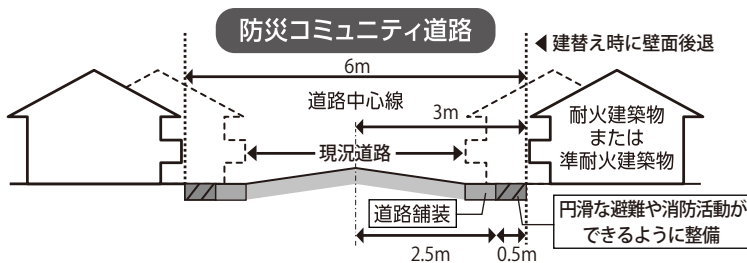 防災コミュニティ道路
建替え時に壁面後退
6m
道路中心線
3m
耐火建築物
または
準耐火建築物
現況道路
道路舗装
円滑な避難や消防活動が
できるように整備
2.5m
0.5m